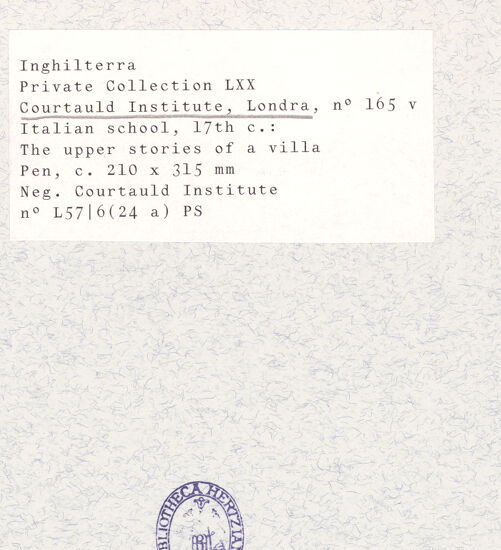 Inghilterra
Private Collection LXX
Courtauld Institute, Londra, nº 165 v
Italian school, 17th c.:
The upper stories of a villa
Pen, c. 210 x 315 mm
Neg. Courtauld Institute
nº L57|6(24 a) PS
BIBLIOTHECA HERTZIANA